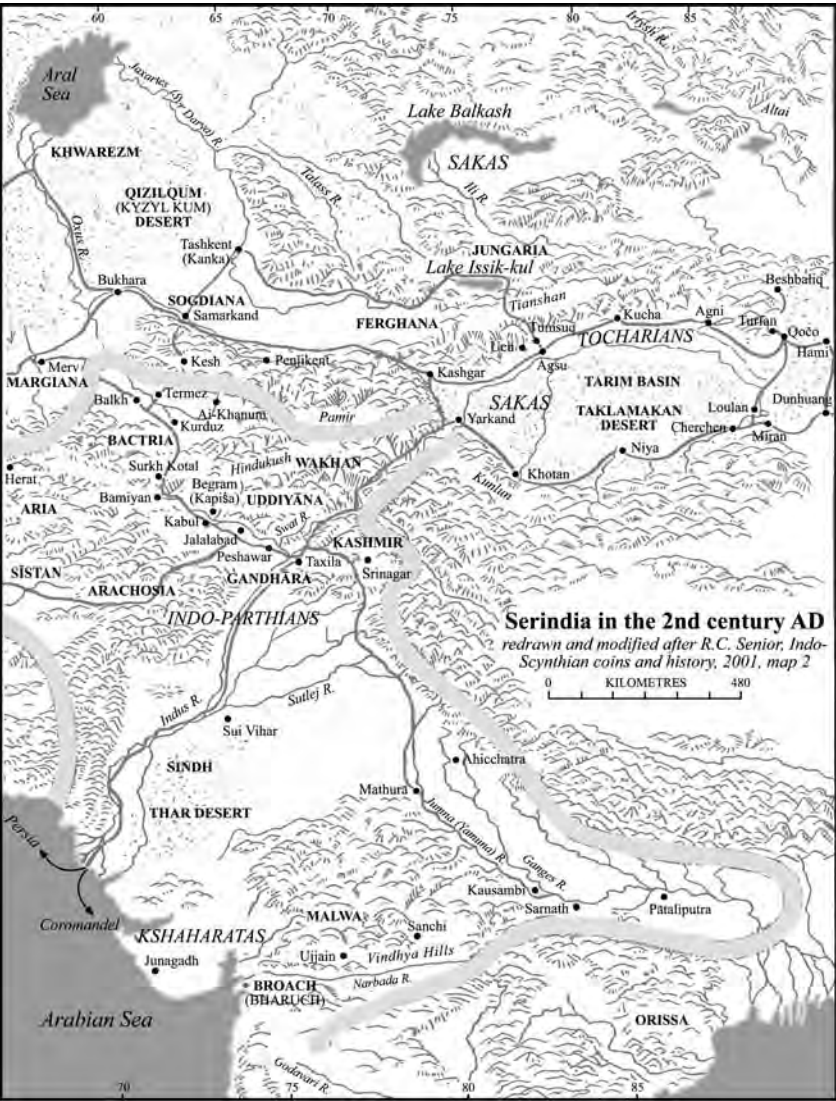 60
65
70
75
80
85
Irtysh R.
Aral
Sea
Jaxartes (Syr Darya) R.
Lake Balkash
Altai
KHWAREZM
SAKAS
Talass R.
Ili R.
QIZILQUM
(KYZYL KUM)
DESERT
Oxus R.
Tashkent
(Kanka)
JUNGARIA
Lake Issik-kul
Beshbaliq
Bukhara
Tianshan
SOGDIANA
Samarkand
FERGHANA
Kucha
Agni
Turfan
Qočo
Tumsuq
TOCHARIANS
Hami
Merv
Kesh
Penjikent
Agsu
MARGIANA
Kashgar
TARIM BASIN
Balkh
Termez
Ai-Khanum
SAKAS
Dunhuang
Pamir
Yarkand
TAKLAMAKAN
DESERT
Loulan
Kurduz
Cherchen
Miran
BACTRIA
Niya
Surkh Kotal
Hindukush
WAKHAN
Khotan
Kunlun
Herat
Bamiyan
Begram
(Kapiśa)
UDDIYĀNA
ARIA
Kabul
Swat R.
Jalalabad
KASHMIR
Peshawar
Taxila
Srinagar
SĪSTAN
GANDHĀRA
ARACHOSIA
INDO-PARTHIANS
Serindia in the 2nd century AD
redrawn and modified after R.C. Senior, Indo-
Scynthian coins and history, 2001, map 2
0 KILOMETRES 480
Indus R.
Sutlej R.
Sui Vihar
SINDH
Ahicchatra
Mathura
THAR DESERT
Jumna (Yamuna) R.
Persia
Ganges R.
Kausambi
Coromandel
Sarnath
Pātaliputra
MALWA
KSHAHARATAS
Sanchi
Ujjain
Vindhya Hills
Junagadh
Narbada R.
BROACH
(BHARUCH)
Arabian Sea
ORISSA
Godavari R.
70
75
80
85